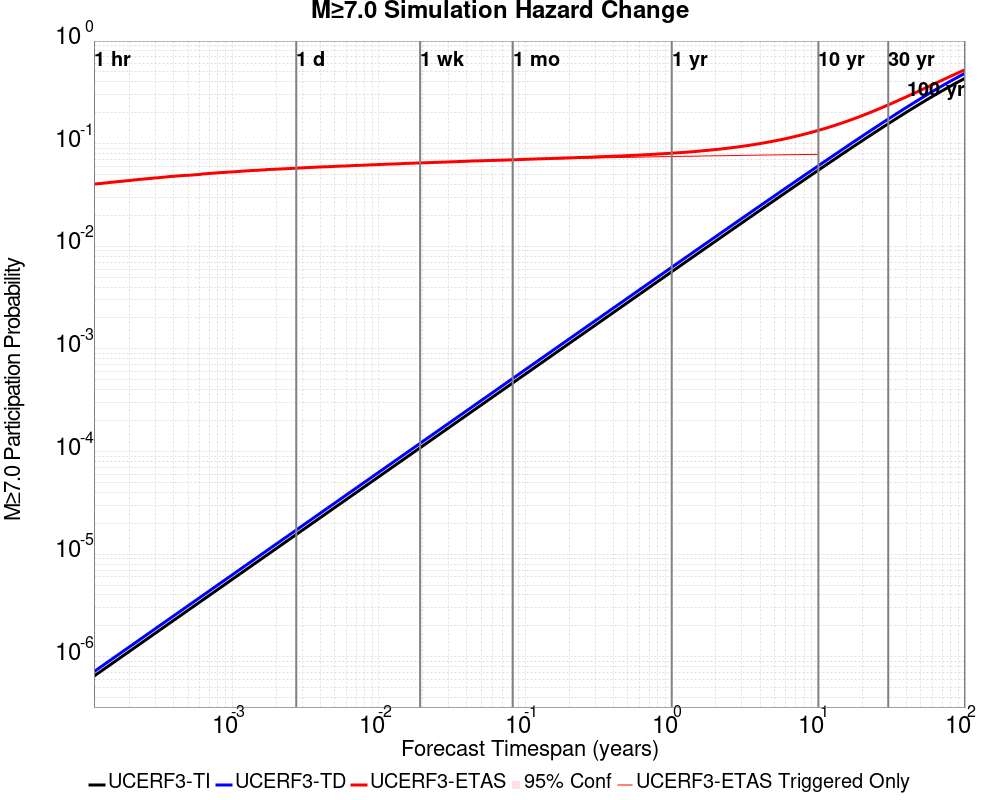 M≥7.0 Simulation Hazard Change
10^0
1 hr
1 d
1 wk
1 mo
1 yr
10 yr
30 yr
100 yr
10^-1
10^-2
10^-3
10^-4
10^-5
10^-6
M≥7.0 Participation Probability
10^-3
10^-2
10^-1
10^0
10^1
10^2
Forecast Timespan (years)
UCERF3-TI
UCERF3-TD
UCERF3-ETAS
95% Conf
UCERF3-ETAS Triggered Only